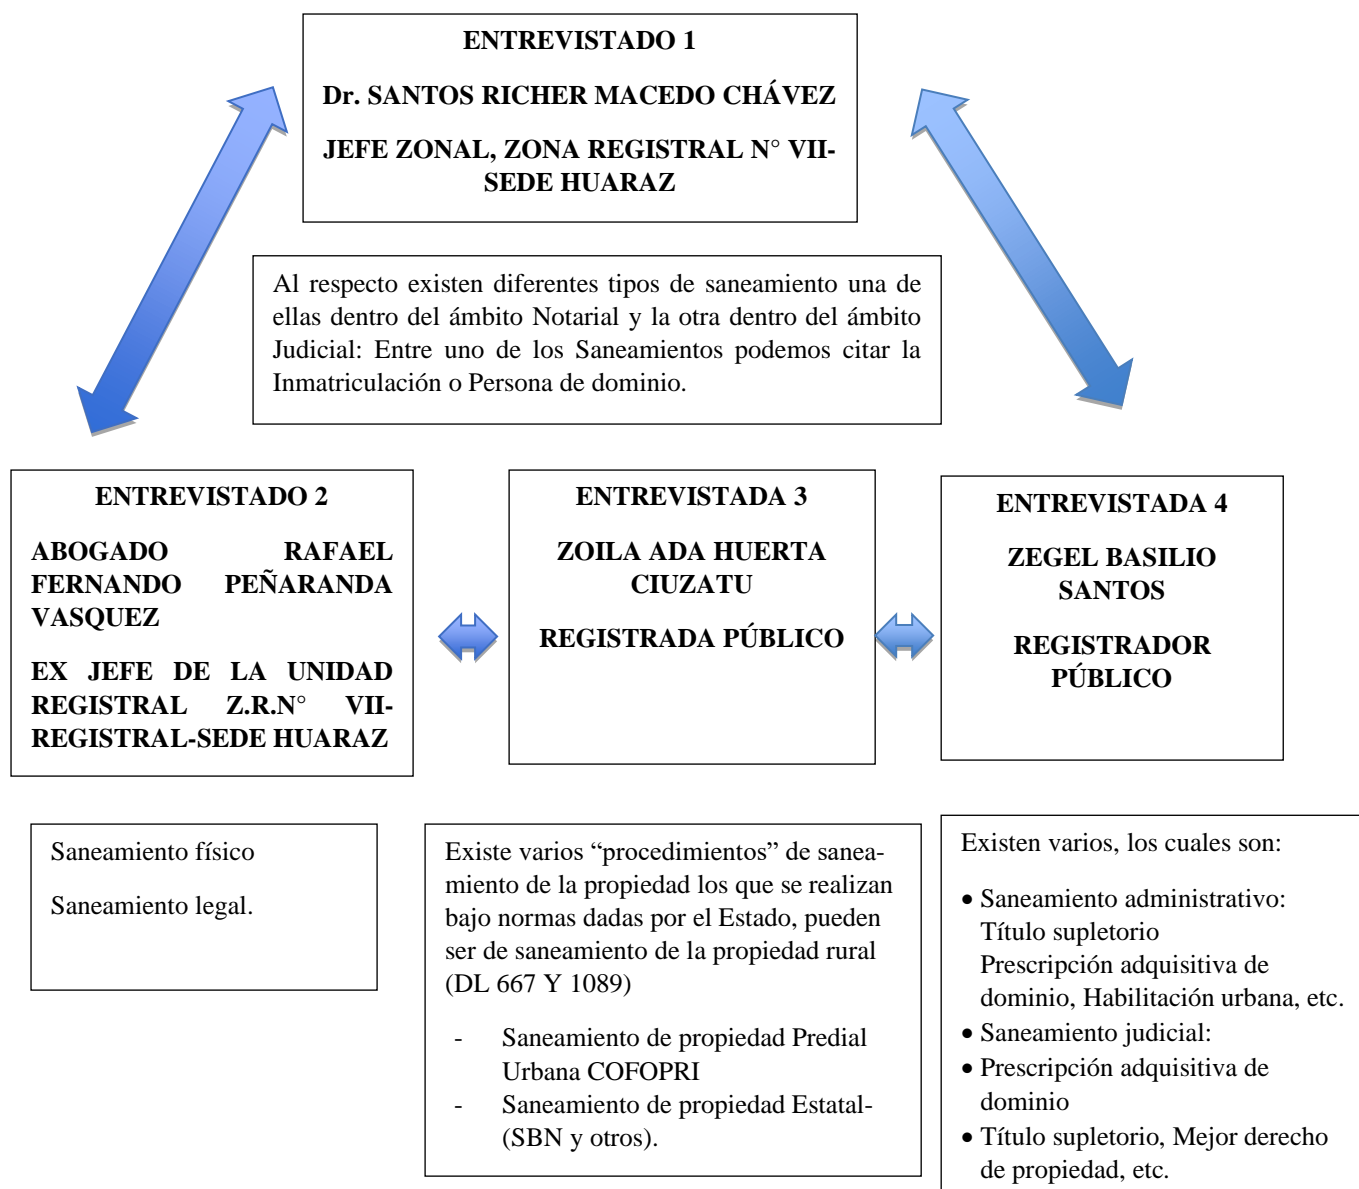 ENTREVISTADO 1
Dr. SANTOS RICHER MACEDO CHÁVEZ
JEFE ZONAL, ZONA REGISTRAL N° VII-
SEDE HUARAZ
Al respecto existen diferentes tipos de saneamiento una de
ellas dentro del ámbito Notarial y la otra dentro del ámbito
Judicial: Entre uno de los Saneamientos podemos citar la
Inmatriculación o Persona de dominio.
ENTREVISTADO 2
ABOGADO RAFAEL
FERNANDO PEÑARANDA
VASQUEZ
EX JEFE DE LA UNIDAD
REGISTRAL Z.R.N° VII-
REGISTRAL-SEDE HUARAZ
ENTREVISTADA 3
ZOILA ADA HUERTA
CIUZATU
REGISTRADA PÚBLICO
ENTREVISTADA 4
ZEGEL BASILIO
SANTOS
REGISTRADOR
PÚBLICO
Saneamiento físico
Saneamiento legal.
Existe varios “procedimientos” de sanea-
miento de la propiedad los que se realizan
bajo normas dadas por el Estado, pueden
ser de saneamiento de la propiedad rural
(DL 667 Y 1089)
- Saneamiento de propiedad Predial
Urbana COFOPRI
- Saneamiento de propiedad Estatal-
(SBN y otros).
Existen varios, los cuales son:
• Saneamiento administrativo:
Título supletorio
Prescripción adquisitiva de
dominio, Habilitación urbana, etc.
• Saneamiento judicial:
• Prescripción adquisitiva de
dominio
• Título supletorio, Mejor derecho
de propiedad, etc.